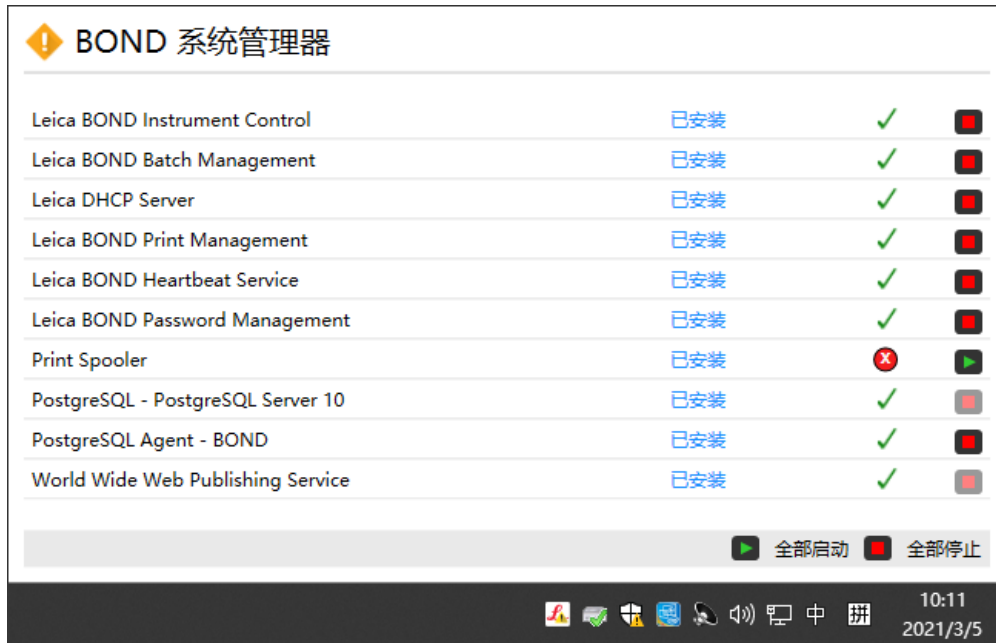 BOND 系统管理器
Leica BOND Instrument Control 已安装
Leica BOND Batch Management 已安装
Leica DHCP Server 已安装
Leica BOND Print Management 已安装
Leica BOND Heartbeat Service 已安装
Leica BOND Password Management 已安装
Print Spooler 已安装
PostgreSQL - PostgreSQL Server 10 已安装
PostgreSQL Agent - BOND 已安装
World Wide Web Publishing Service 已安装
全部启动 全部停止
中 拼 10:11
2021/3/5